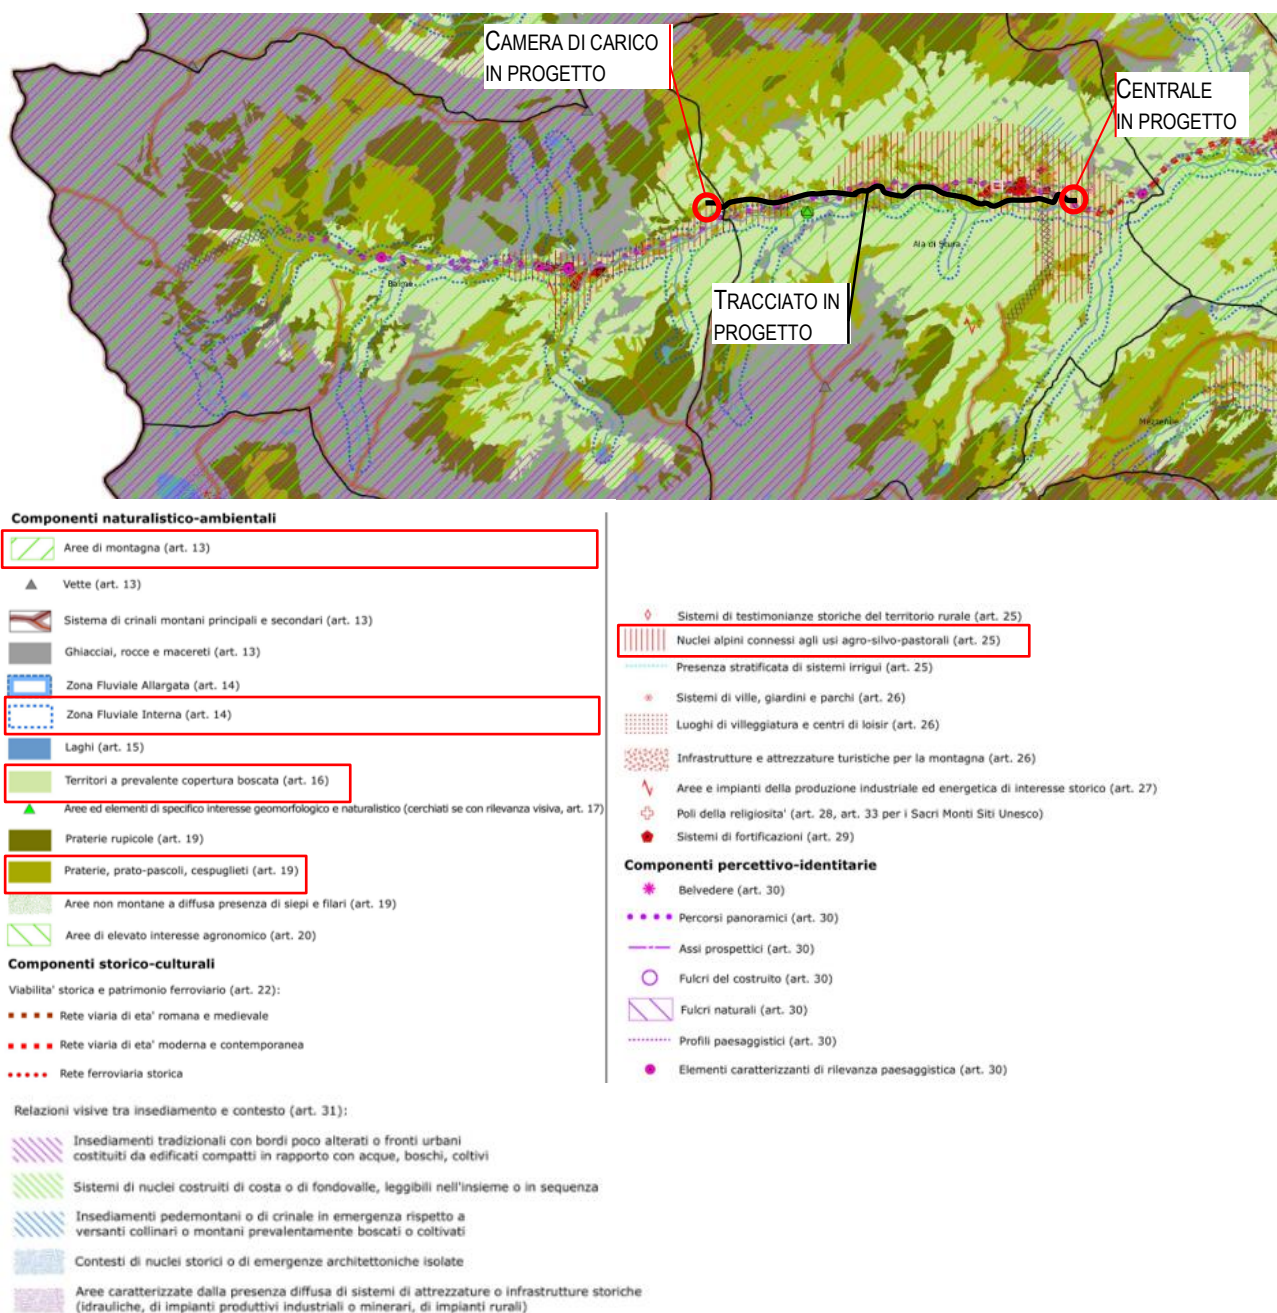 CAMERA DI CARICO
IN PROGETTO
CENTRALE
IN PROGETTO
Ala di Stura
Balme
TRACCIATO IN
PROGETTO
Mezzenile
Componenti naturalistico-ambientali
Aree di montagna (art. 13)
Vette (art. 13)
Sistema di crinali montani principali e secondari (art. 13)
Ghiacciai, rocce e macereti (art. 13)
Zona Fluviale Allargata (art. 14)
Zona Fluviale Interna (art. 14)
Laghi (art. 15)
Territori a prevalente copertura boscata (art. 16)
Aree ed elementi di specifico interesse geomorfologico e naturalistico (cerchiati se con rilevanza visiva, art. 17)
Praterie rupicole (art. 19)
Praterie, prato-pascoli, cespuglieti (art. 19)
Aree non montane a diffusa presenza di siepi e filari (art. 19)
Aree di elevato interesse agronomico (art. 20)
Componenti storico-culturali
Viabilita' storica e patrimonio ferroviario (art. 22):
Rete viaria di eta' romana e medievale
Rete viaria di eta' moderna e contemporanea
Rete ferroviaria storica
Sistemi di testimonianze storiche del territorio rurale (art. 25)
Nuclei alpini connessi agli usi agro-silvo-pastorali (art. 25)
Presenza stratificata di sistemi irrigui (art. 25)
Sistemi di ville, giardini e parchi (art. 26)
Luoghi di villeggiatura e centri di loisir (art. 26)
Infrastrutture e attrezzature turistiche per la montagna (art. 26)
Aree e impianti della produzione industriale ed energetica di interesse storico (art. 27)
Poli della religiosita' (art. 28, art. 33 per i Sacri Monti Siti Unesco)
Sistemi di fortificazioni (art. 29)
Componenti percettivo-identitarie
Belvedere (art. 30)
Percorsi panoramici (art. 30)
Assi prospettici (art. 30)
Fulcri del costruito (art. 30)
Fulcri naturali (art. 30)
Profili paesaggistici (art. 30)
Elementi caratterizzanti di rilevanza paesaggistica (art. 30)
Relazioni visive tra insediamento e contesto (art. 31):
Insediamenti tradizionali con bordi poco alterati o fronti urbani
costituiti da edificati compatti in rapporto con acque, boschi, coltivi
Sistemi di nuclei costruiti di costa o di fondovalle, leggibili nell'insieme o in sequenza
Insediamenti pedemontani o di crinale in emergenza rispetto a
versanti collinari o montani prevalentemente boscati o coltivati
Contesti di nuclei storici o di emergenze architettoniche isolate
Aree caratterizzate dalla presenza diffusa di sistemi di attrezzature o infrastrutture storiche
(idrauliche, di impianti produttivi industriali o minerari, di impianti rurali)